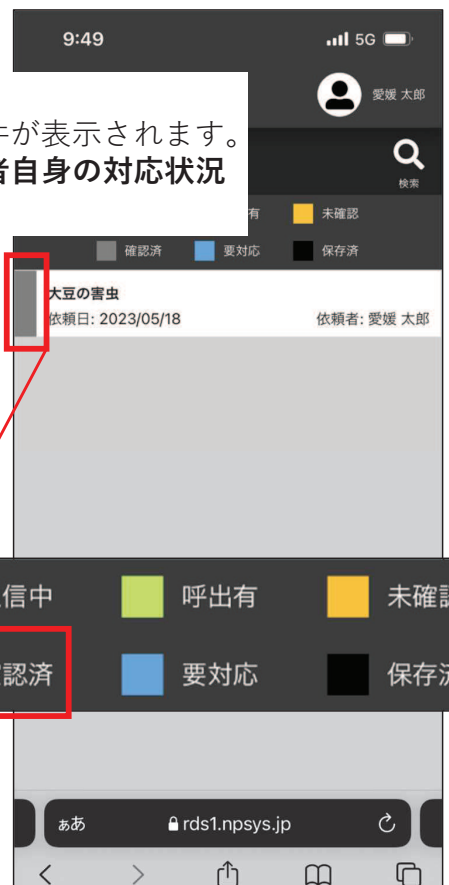 9:49
5G
愛媛 太郎
が表示されます。
者自身の対応状況
検索
有
未確認
確認済
要対応
保存済
大豆の害虫
依頼日: 2023/05/18
依頼者: 愛媛 太郎
信中
呼出有
未確認
認済
要対応
保存済
ぁあ
rds1.npsys.jp